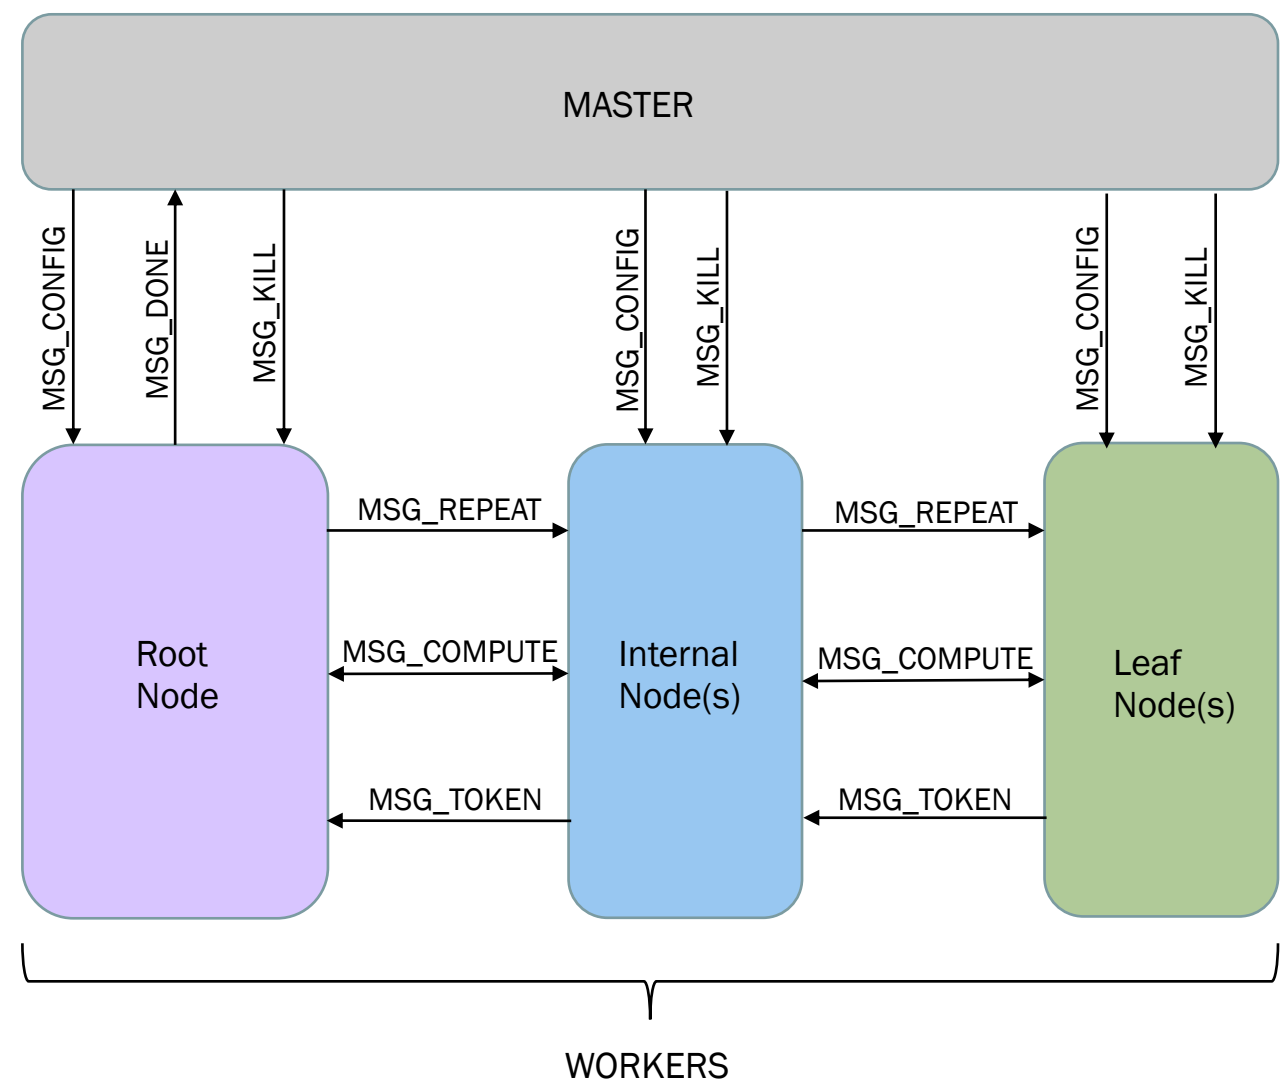 MASTER
MSG_CONFIG
MSG_DONE
MSG_KILL
MSG_CONFIG
MSG_KILL
MSG_CONFIG
MSG_KILL
MSG_REPEAT
MSG_REPEAT
Root
Node
MSG_COMPUTE
Internal
Node(s)
MSG_COMPUTE
Leaf
Node(s)
MSG_TOKEN
MSG_TOKEN
WORKERS